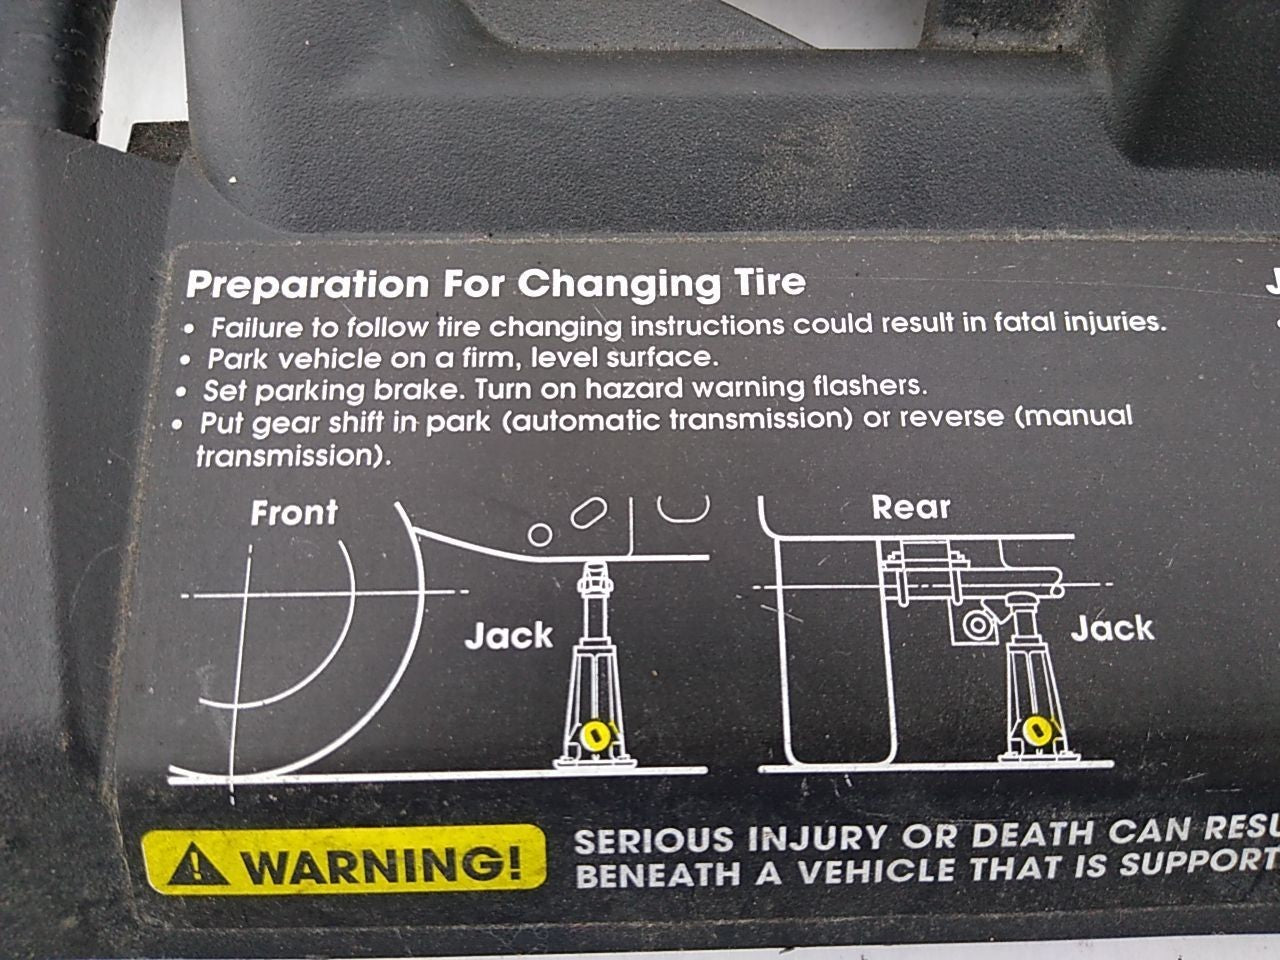 Preparation For Changing Tire
• Failure to follow tire changing instructions could result in fatal injuries.
• Park vehicle on a firm, level surface.
• Set parking brake. Turn on hazard warning flashers.
• Put gear shift in park (automatic transmission) or reverse (manual
transmission).
Front
Rear
Jack
Jack
WARNING!
SERIOUS INJURY OR DEATH CAN
BENEATH A VEHICLE THAT IS